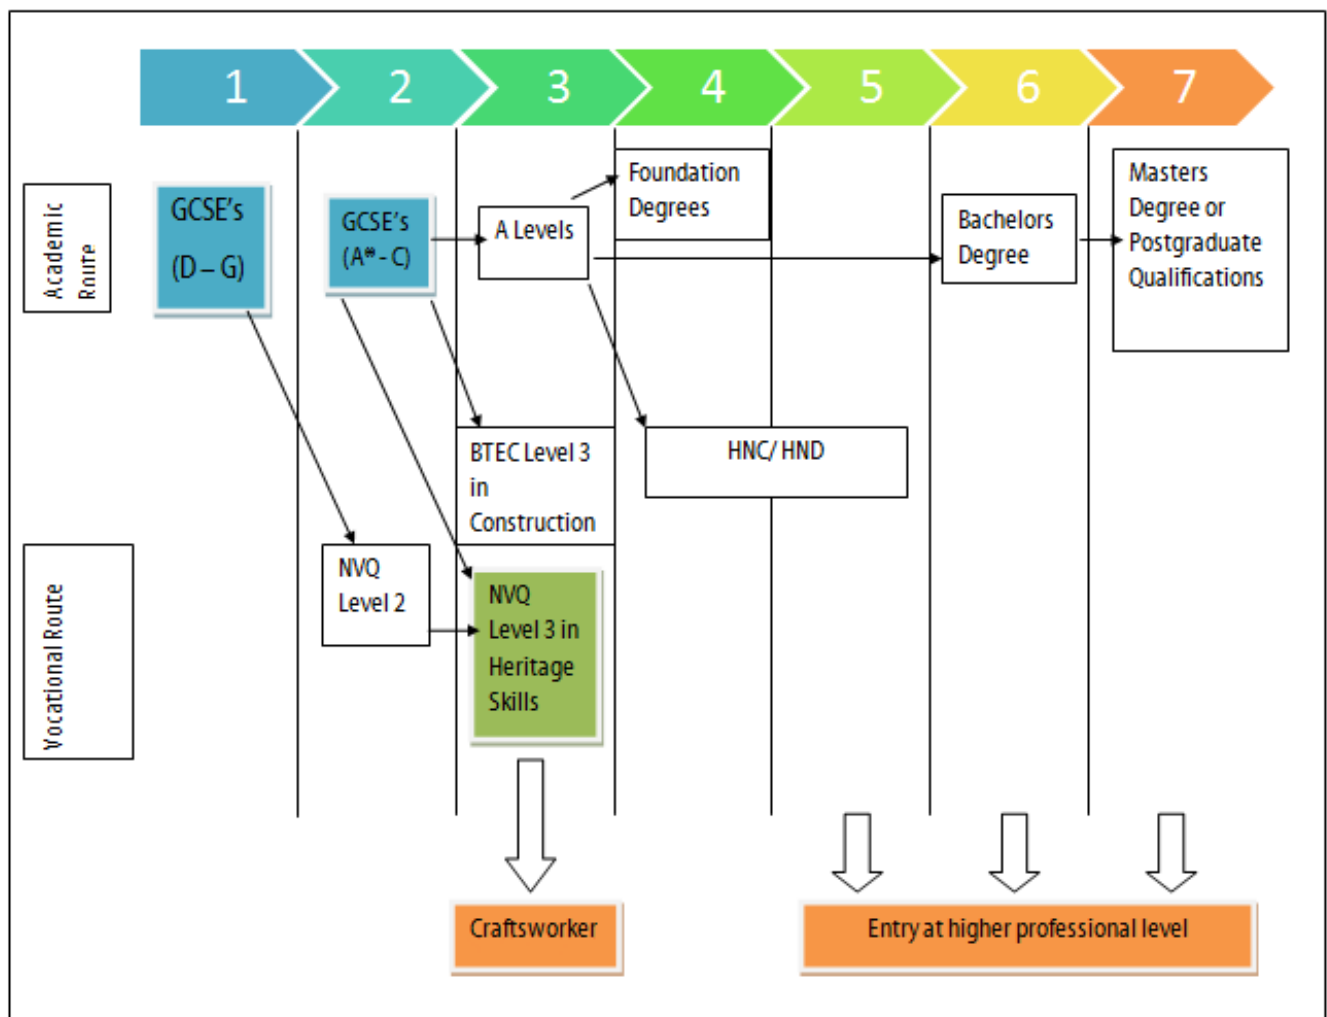 1
2
3
4
5
6
7
Academic
Route
GCSE's
(D – G)
GCSE's
(A* - C)
A Levels
Foundation
Degrees
Bachelors
Degree
Masters
Degree or
Postgraduate
Qualifications
BTEC Level 3
in
Construction
HNC/ HND
Vocational Route
NVQ
Level 2
NVQ
Level 3 in
Heritage
Skills
Craftsworker
Entry at higher professional level